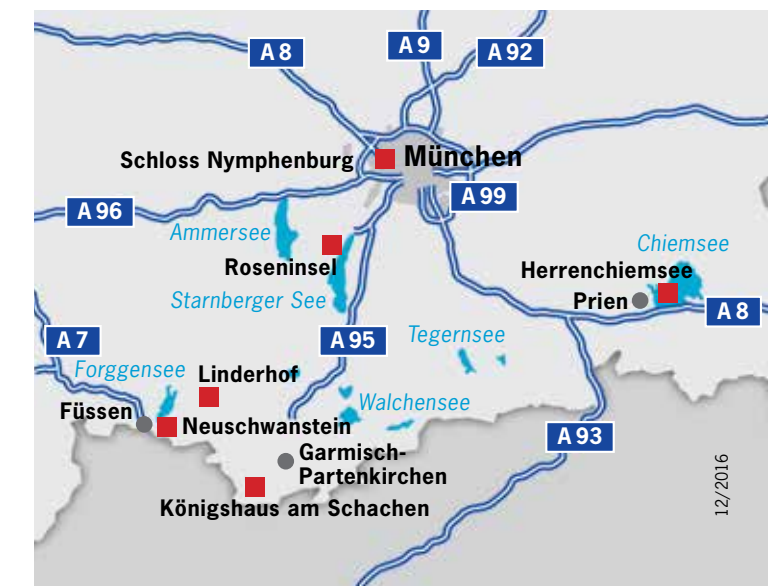 A 8
A 9
A 92
Schloss Nymphenburg
München
A 96
A 99
Ammersee
Chiemsee
Roseninsel
Herrenchiemsee
Starnberger See
Prien
A 8
A 7
A 95
Tegernsee
Forggensee
Linderhof
Walchensee
Füssen
Neuschwanstein
A 93
Garmisch-
Partenkirchen
Königshaus am Schachen
12/2016